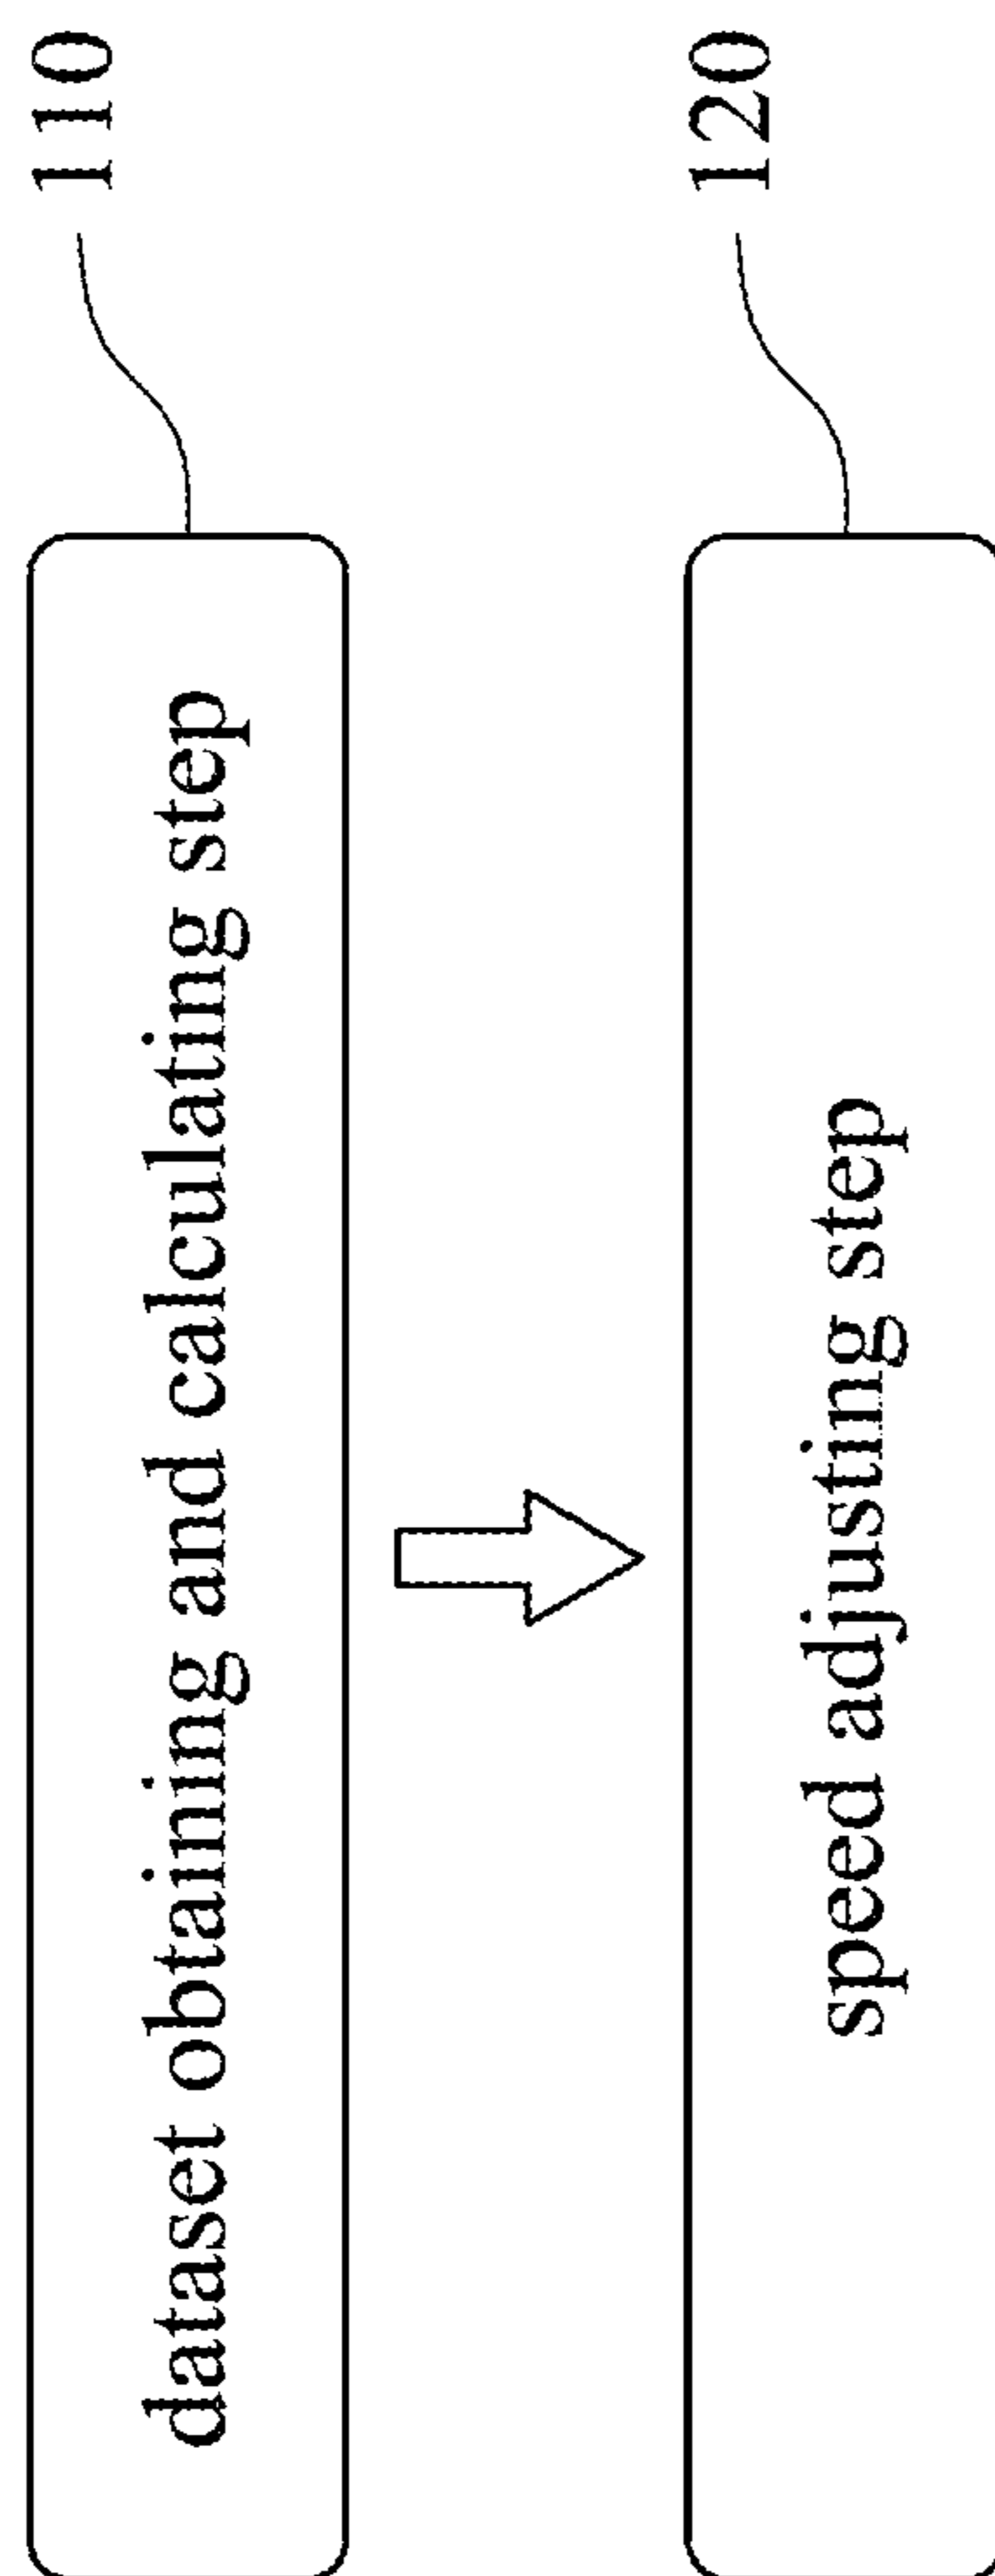 110
dataset obtaining and calculating step
120
speed adjusting step